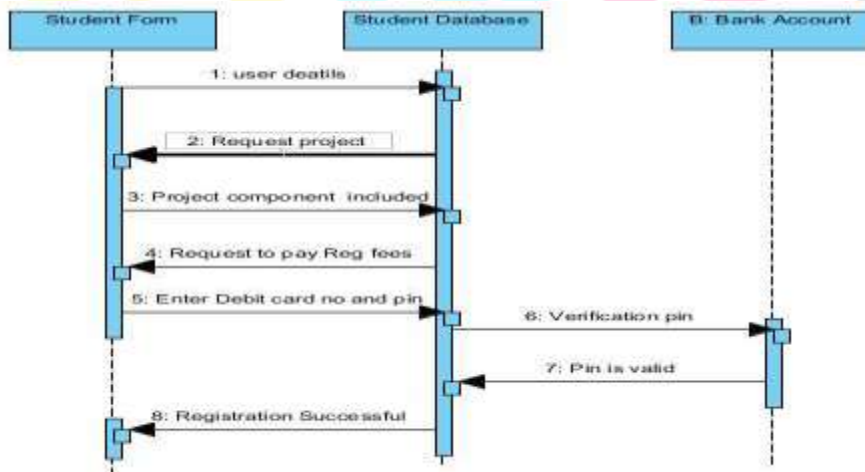 Student Form
Student Database
B: Bank Account
1: user deatils
2: Request project
3: Project component included
4: Request to pay Reg fees
5: Enter Debit card no and pin
6: Verification pin
7: Pin is valid
8: Registration Successful